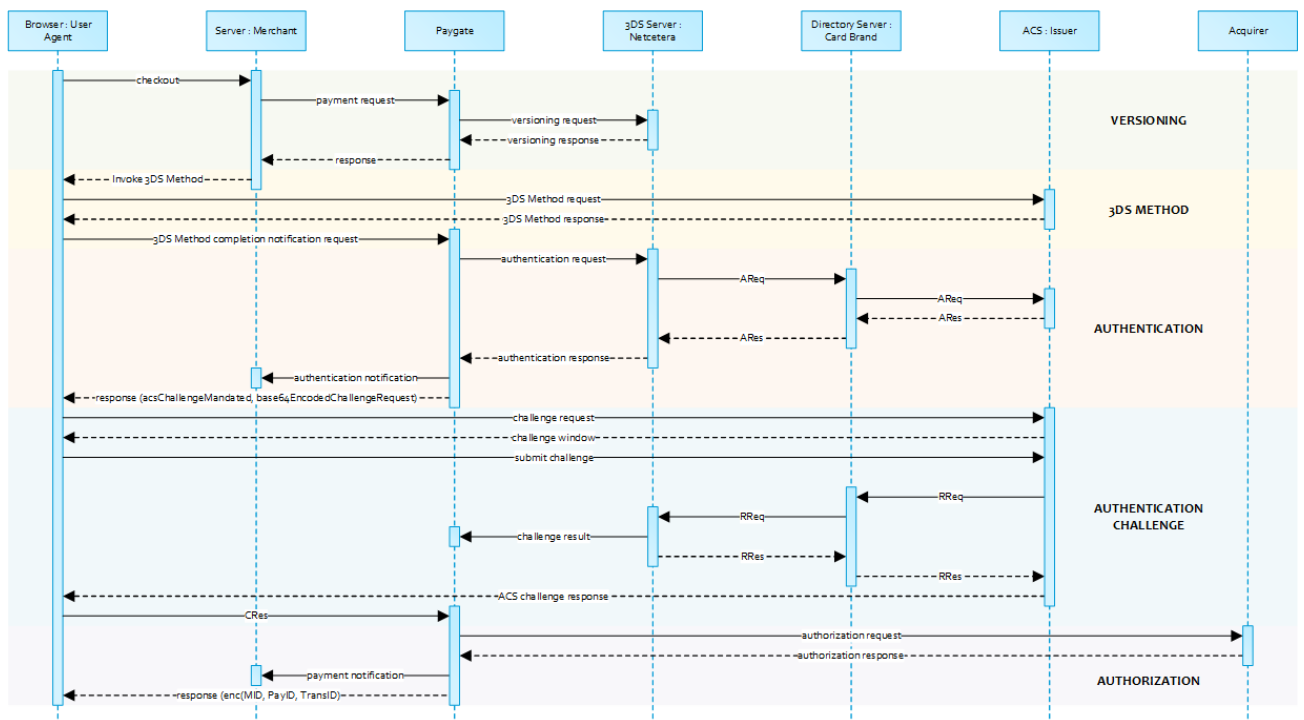 Browser : User
Agent
Server : Merchant
Paygate
3DS Server :
Netcetera
Directory Server :
Card Brand
ACS : Issuer
Acquirer
checkout
payment request
versioning request
VERSIONING
versioning response
response
Invoke 3DS Method
3DS Method request
3DS METHOD
3DS Method response
3DS Method completion notification request
authentication request
AReq
AReq
ARes
AUTHENTICATION
ARes
authentication response
authentication notification
response (acsChallengeMandated, base64EncodedChallengeRequest)
challenge request
challenge window
submit challenge
RReq
AUTHENTICATION
CHALLENGE
RReq
challenge result
RRes
RRes
ACS challenge response
CRes
authorization request
authorization response
payment notification
AUTHORIZATION
response (enc(MID, PayID, TransID)